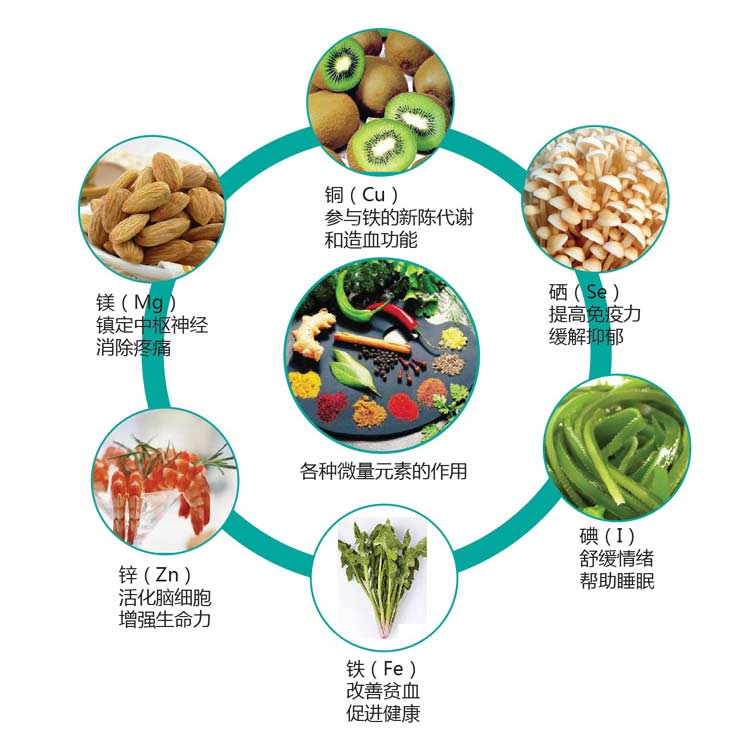 铜（Cu）
参与铁的新陈代谢
和造血功能
硒（Se）
提高免疫力
缓解抑郁
碘（I）
舒缓情绪
帮助睡眠
铁（Fe）
改善贫血
促进健康
锌（Zn）
活化脑细胞
增强生命力
镁（Mg）
镇定中枢神经
消除疼痛
各种微量元素的作用